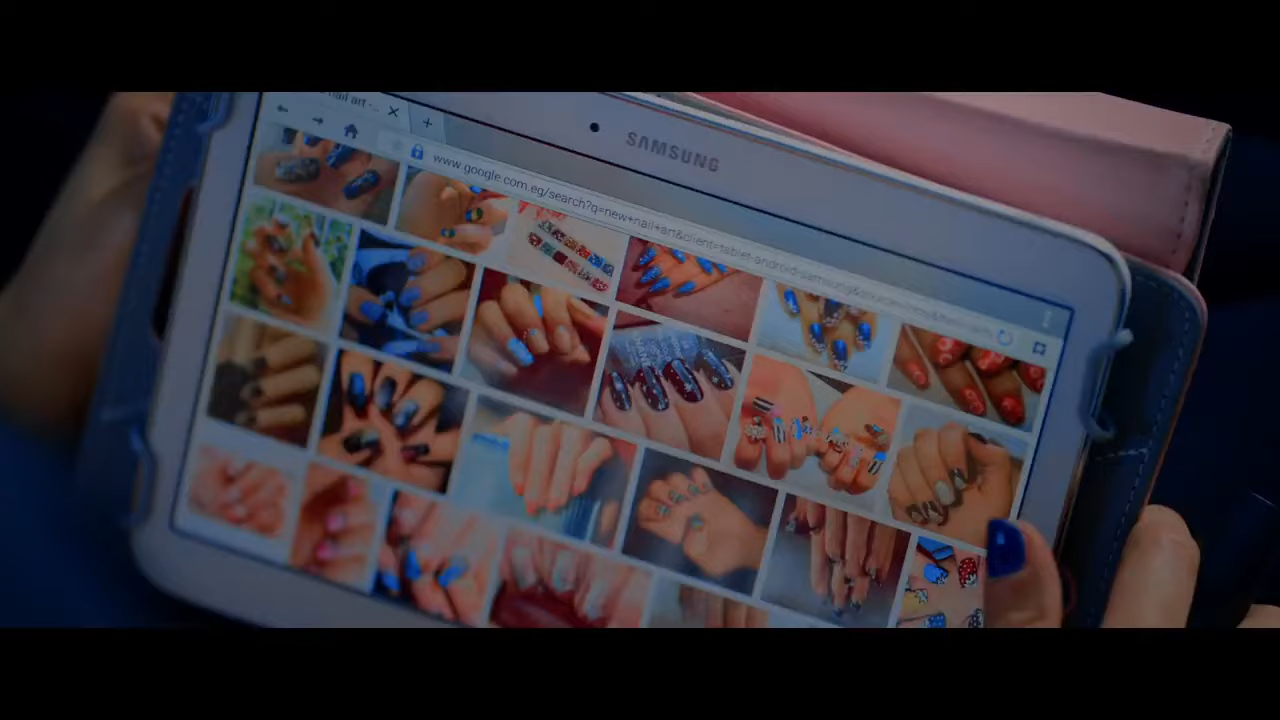 nail art -...
SAMSUNG
www.google.com.eg/search?q=new+nail+art&client=tablet-android-samsung&